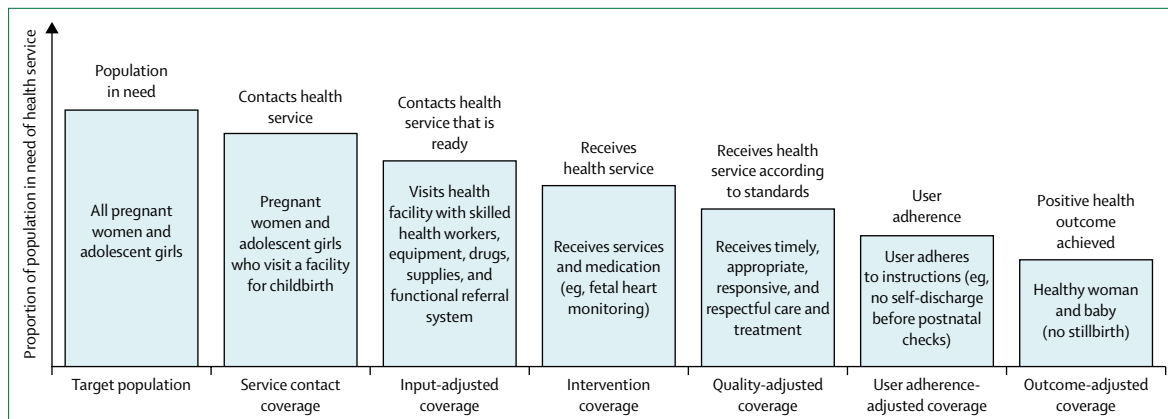 Proportion of population in need of health service
Population
in need
All pregnant
women and
adolescent girls
Target population
Contacts health
service
Pregnant
women and
adolescent girls
who visit a facility
for childbirth
Service contact
coverage
Contacts health
service that is
ready
Visits health
facility with skilled
health workers,
equipment, drugs,
supplies, and
functional referral
system
Input-adjusted
coverage
Receives
health service
Receives services
and medication
(eg, fetal heart
monitoring)
Intervention
coverage
Receives health
service according
to standards
Receives timely,
appropriate,
responsive, and
respectful care and
treatment
Quality-adjusted
coverage
User
adherence
User adheres
to instructions (eg,
no self-discharge
before postnatal
checks)
User adherence-
adjusted coverage
Positive health
outcome
achieved
Healthy woman
and baby
(no stillbirth)
Outcome-adjusted
coverage